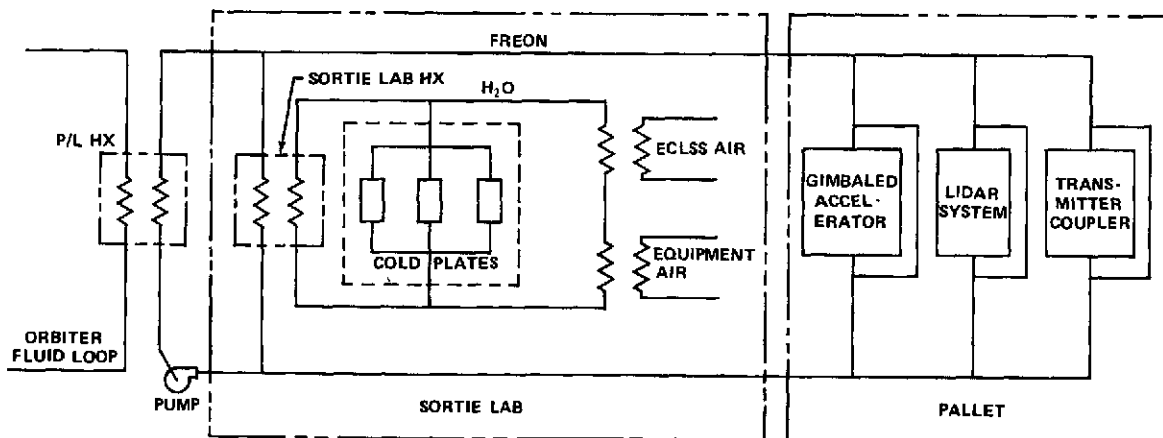 FREON
SORTIE LAB HX
H₂O
P/L HX
ECLSS AIR
GIMBALED
ACCEL-
ERATOR
LIDAR
SYSTEM
TRANS-
MITTER
COUPLER
COLD PLATES
EQUIPMENT
AIR
ORBITER
FLUID LOOP
PUMP
SORTIE LAB
PALLET